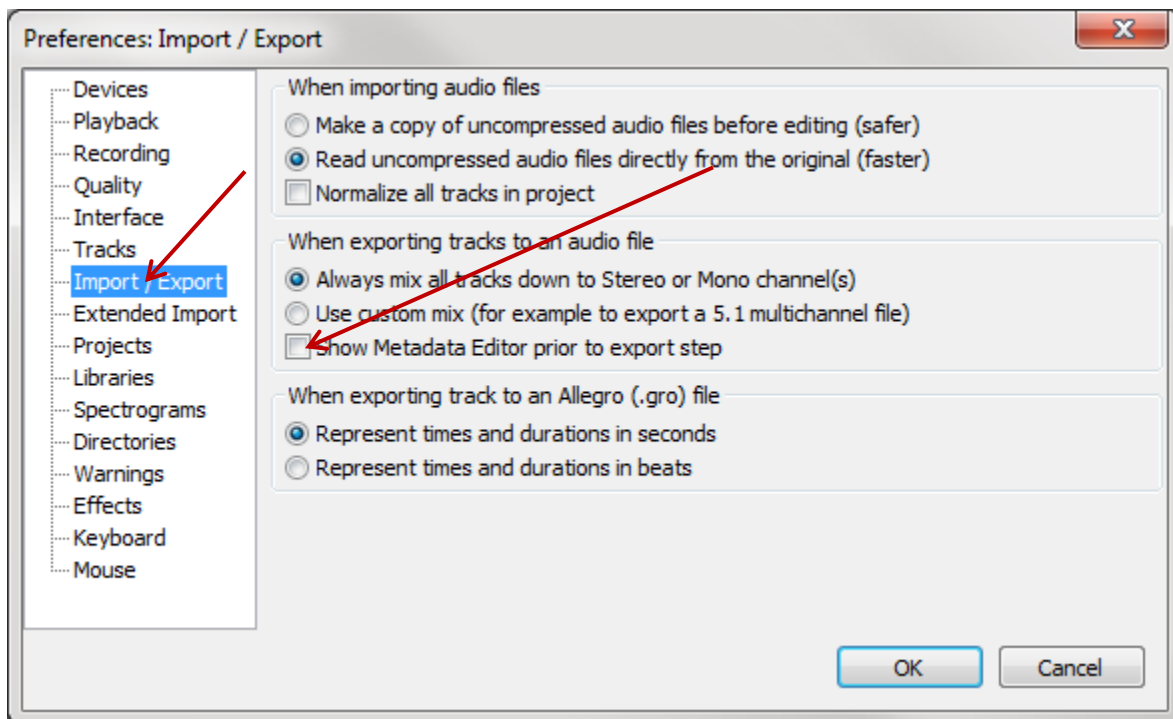 Preferences: Import / Export
Devices
Playback
Recording
Quality
Interface
Tracks
Import / Export
Extended Import
Projects
Libraries
Spectrograms
Directories
Warnings
Effects
Keyboard
Mouse
When importing audio files
Make a copy of uncompressed audio files before editing (safer)
Read uncompressed audio files directly from the original (faster)
Normalize all tracks in project
When exporting tracks to an audio file
Always mix all tracks down to Stereo or Mono channel(s)
Use custom mix (for example to export a 5.1 multichannel file)
Show Metadata Editor prior to export step
When exporting track to an Allegro (.gro) file
Represent times and durations in seconds
Represent times and durations in beats
OK
Cancel